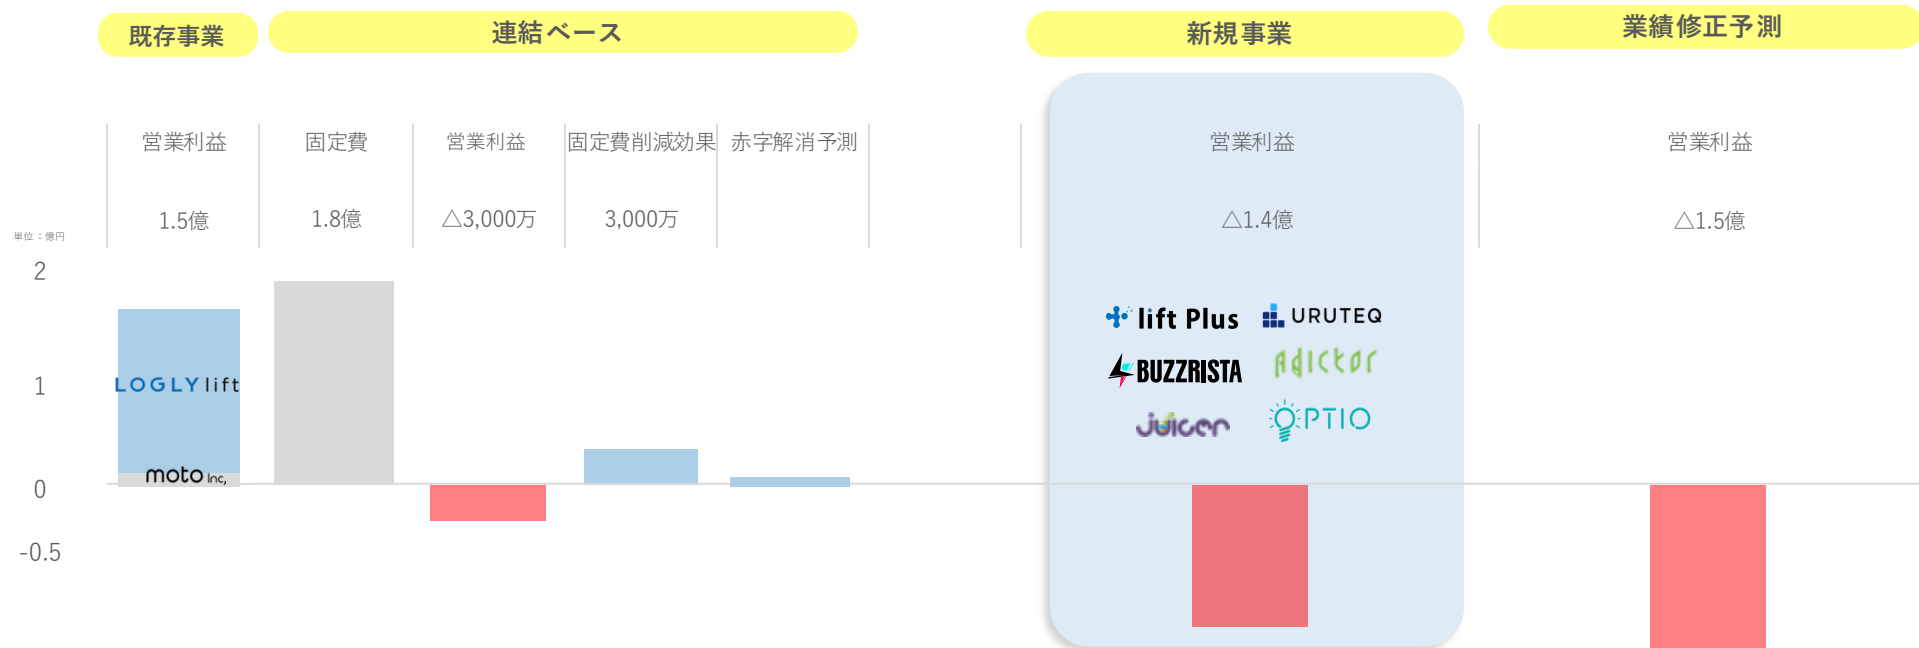 既存事業
連結ベース
新規事業
業績修正予測
営業利益
固定費
営業利益
固定費削減効果
赤字解消予測
営業利益
営業利益
1.5億
1.8億
△3,000万
3,000万
△1.4億
△1.5億
単位：億円
2
1
0
-0.5
LOGLY lift
moto Inc,
lift Plus
URUTEQ
BUZZRISTA
Adictor
juicer
OPTIO